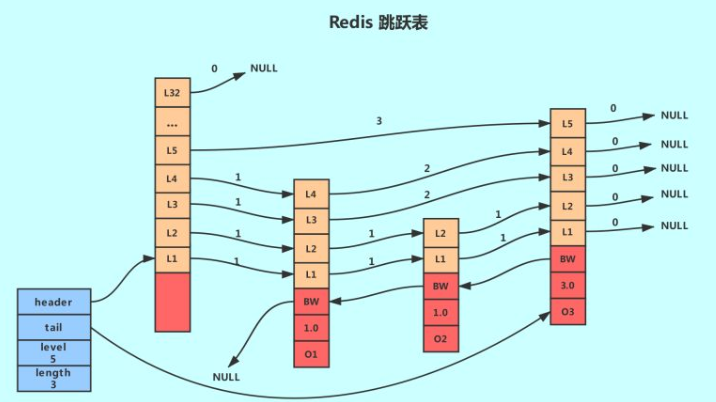 Redis 跳跃表
0
NULL
L32
...
L5
L4
L3
L2
L1
3
1
1
1
1
L4
L3
L2
L1
BW
1.0
O1
NULL
2
2
1
1
L2
L1
BW
1.0
O2
1
1
L5
L4
L3
L2
L1
BW
3.0
O3
0
NULL
0
NULL
0
NULL
0
NULL
0
NULL
header
tail
level
5
length
3